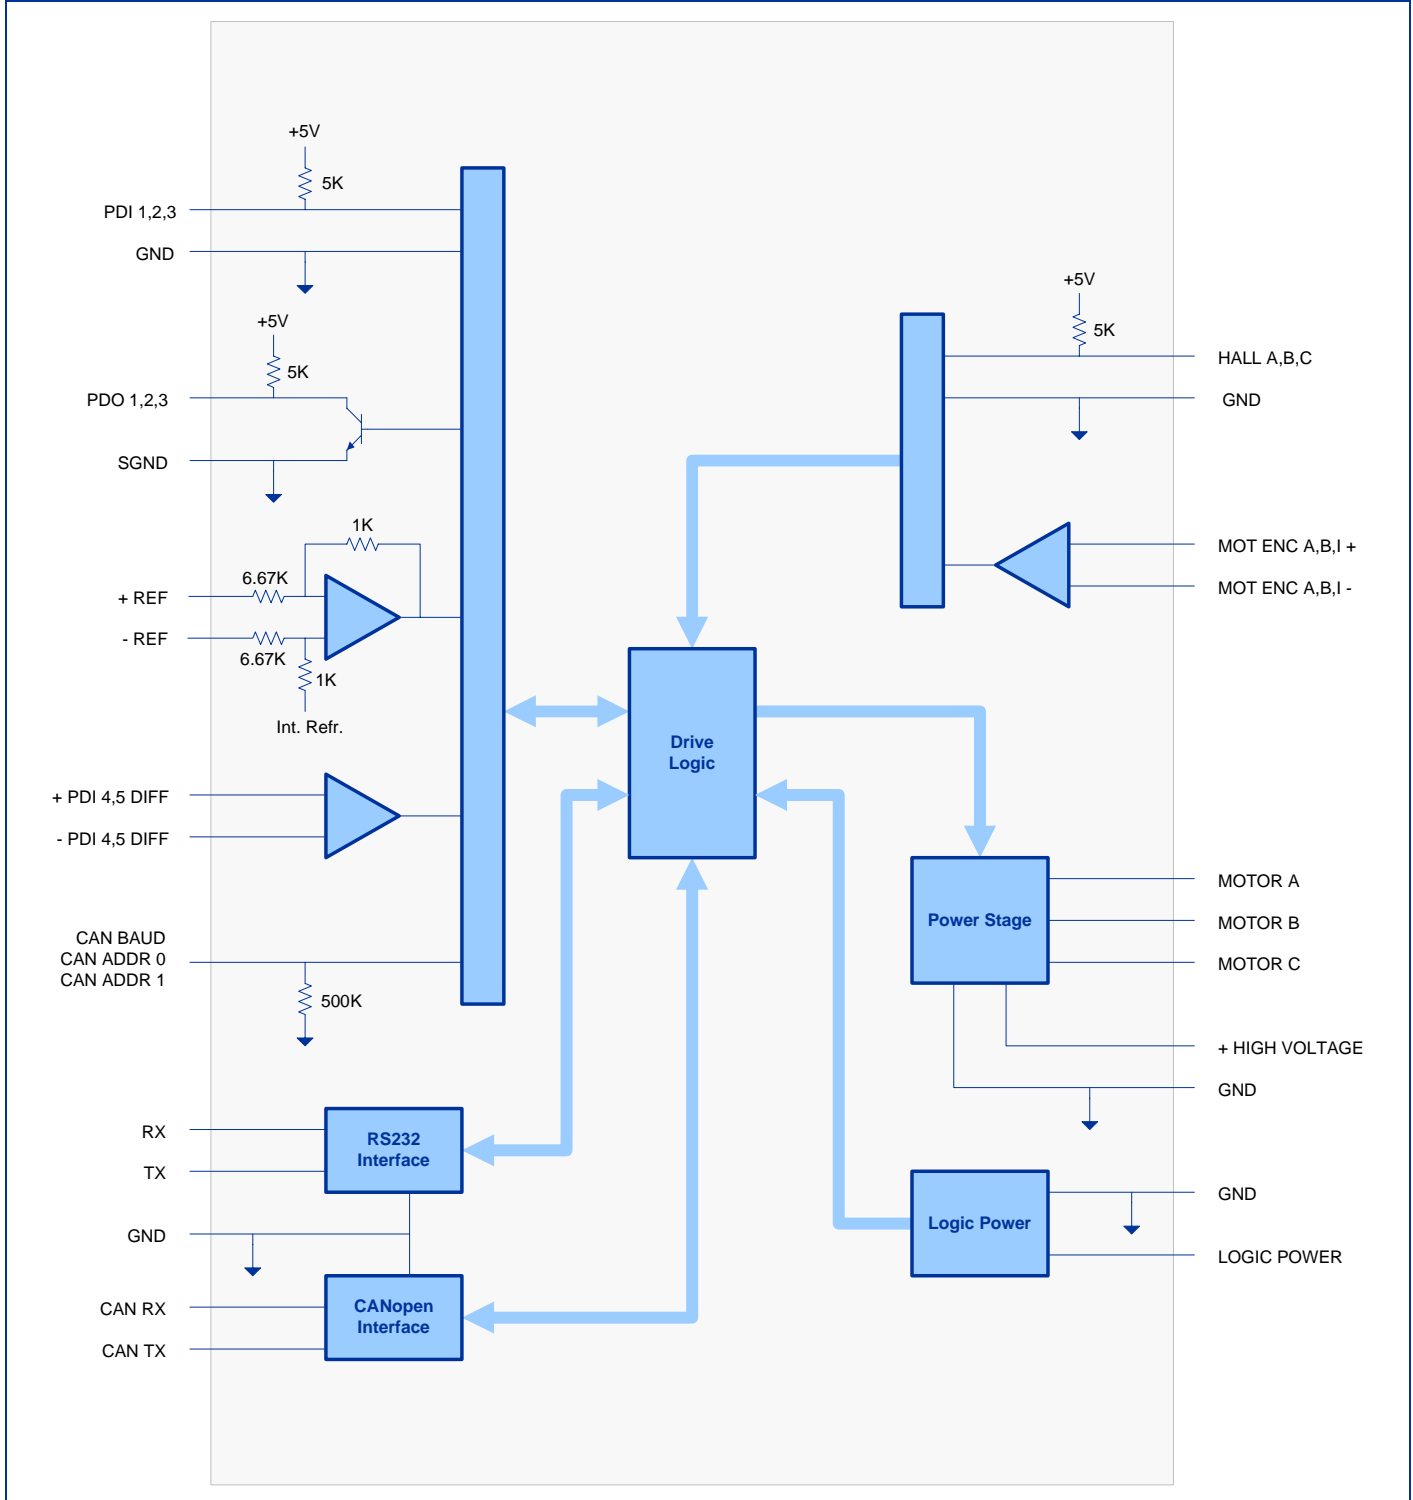 +5V
5K
PDI 1,2,3
GND
+5V
5K
PDO 1,2,3
SGND
1K
6.67K
+ REF
- REF
6.67K
1K
Int. Refr.
+ PDI 4,5 DIFF
- PDI 4,5 DIFF
CAN BAUD
CAN ADDR 0
CAN ADDR 1
500K
RX
TX
RS232
Interface
GND
CAN RX
CAN TX
CANopen
Interface
Drive
Logic
+5V
5K
HALL A,B,C
GND
MOT ENC A,B,I +
MOT ENC A,B,I -
Power Stage
MOTOR A
MOTOR B
MOTOR C
+ HIGH VOLTAGE
GND
Logic Power
GND
LOGIC POWER